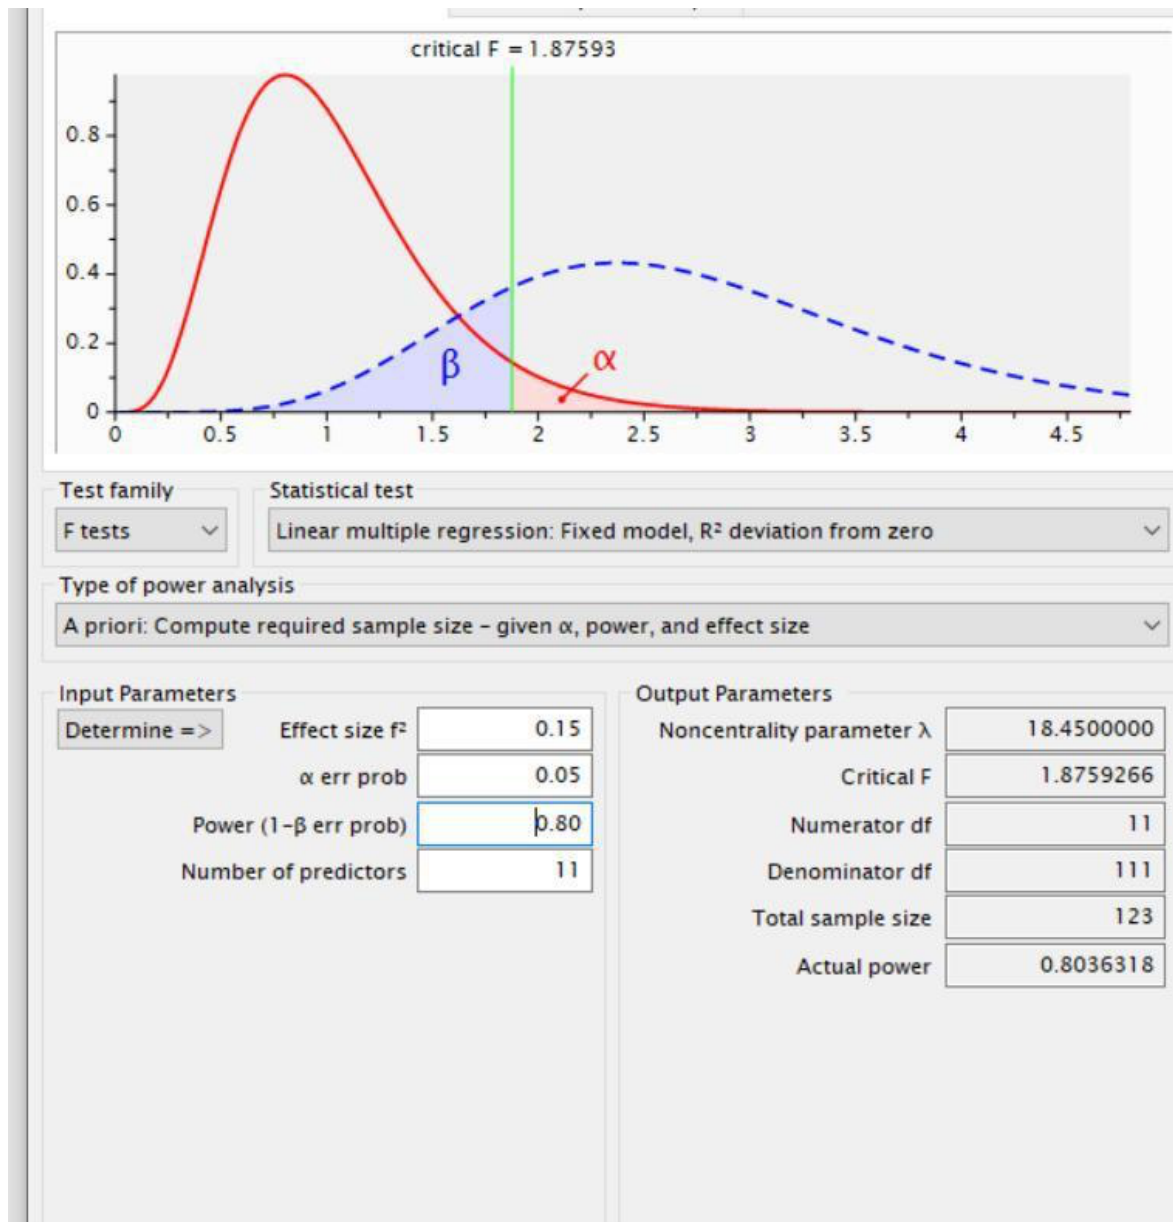 critical F = 1.87593
0.8
0.6
0.4
0.2
0
β
α
0 0.5 1 1.5 2 2.5 3 3.5 4 4.5
Test family Statistical test
F tests Linear multiple regression: Fixed model, R² deviation from zero
Type of power analysis
A priori: Compute required sample size – given α, power, and effect size
Input Parameters
Determine => Effect size f² 0.15
α err prob 0.05
Power (1-β err prob) 0.80
Number of predictors 11
Output Parameters
Noncentrality parameter λ 18.4500000
Critical F 1.8759266
Numerator df 11
Denominator df 111
Total sample size 123
Actual power 0.8036318